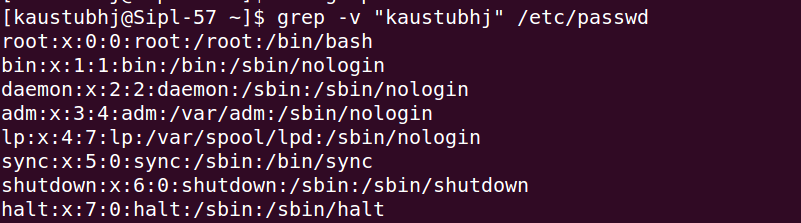 [kaustubhj@Sipl-57 ~]$ grep -v "kaustubhj" /etc/passwd
root:x:0:0:root:/root:/bin/bash
bin:x:1:1:bin:/bin:/sbin/nologin
daemon:x:2:2:daemon:/sbin:/sbin/nologin
adm:x:3:4:adm:/var/adm:/sbin/nologin
lp:x:4:7:lp:/var/spool/lpd:/sbin/nologin
sync:x:5:0:sync:/sbin:/bin/sync
shutdown:x:6:0:shutdown:/sbin:/sbin/shutdown
halt:x:7:0:halt:/sbin:/sbin/halt